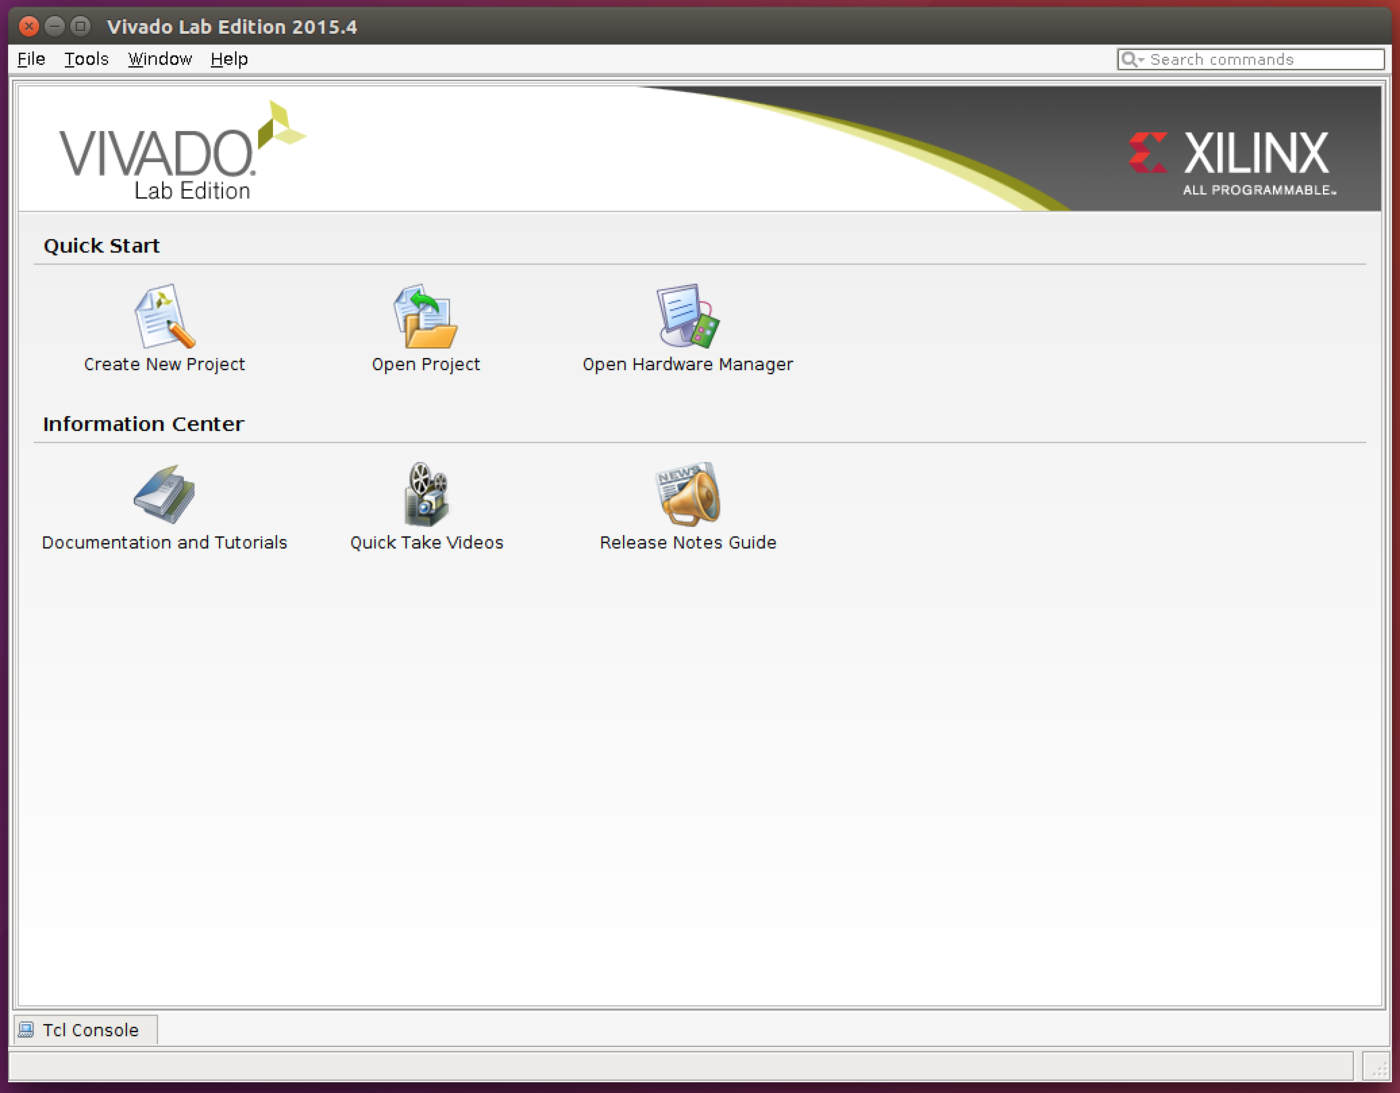 Vivado Lab Edition 2015.4
File Tools Window Help Search commands
VIVADO.
Lab Edition
XILINX
ALL PROGRAMMABLE™
Quick Start
Create New Project Open Project Open Hardware Manager
Information Center
NEWS
Documentation and Tutorials Quick Take Videos Release Notes Guide
Tcl Console